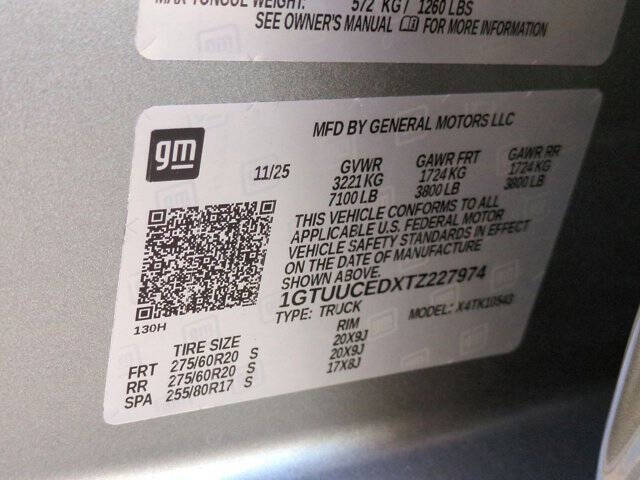 MAX TONGUE WEIGHT: 572 KG / 1260 LBS
SEE OWNER'S MANUAL FOR MORE INFORMATION
gm
MFD BY GENERAL MOTORS LLC
11/25 GVWR GAWR FRT GAWR RR
3221 KG 1724 KG 1724 KG
7100 LB 3800 LB 3800 LB
THIS VEHICLE CONFORMS TO ALL
APPLICABLE U.S. FEDERAL MOTOR
VEHICLE SAFETY STANDARDS IN EFFECT
ON THE DATE OF MANUFACTURE
SHOWN ABOVE.
1GTUUCEDXTZ227974
TYPE: TRUCK MODEL: X4TK10543
130H
TIRE SIZE RIM
FRT 275/60R20 S 20X9J
RR 275/60R20 S 20X9J
SPA 255/80R17 S 17X8J